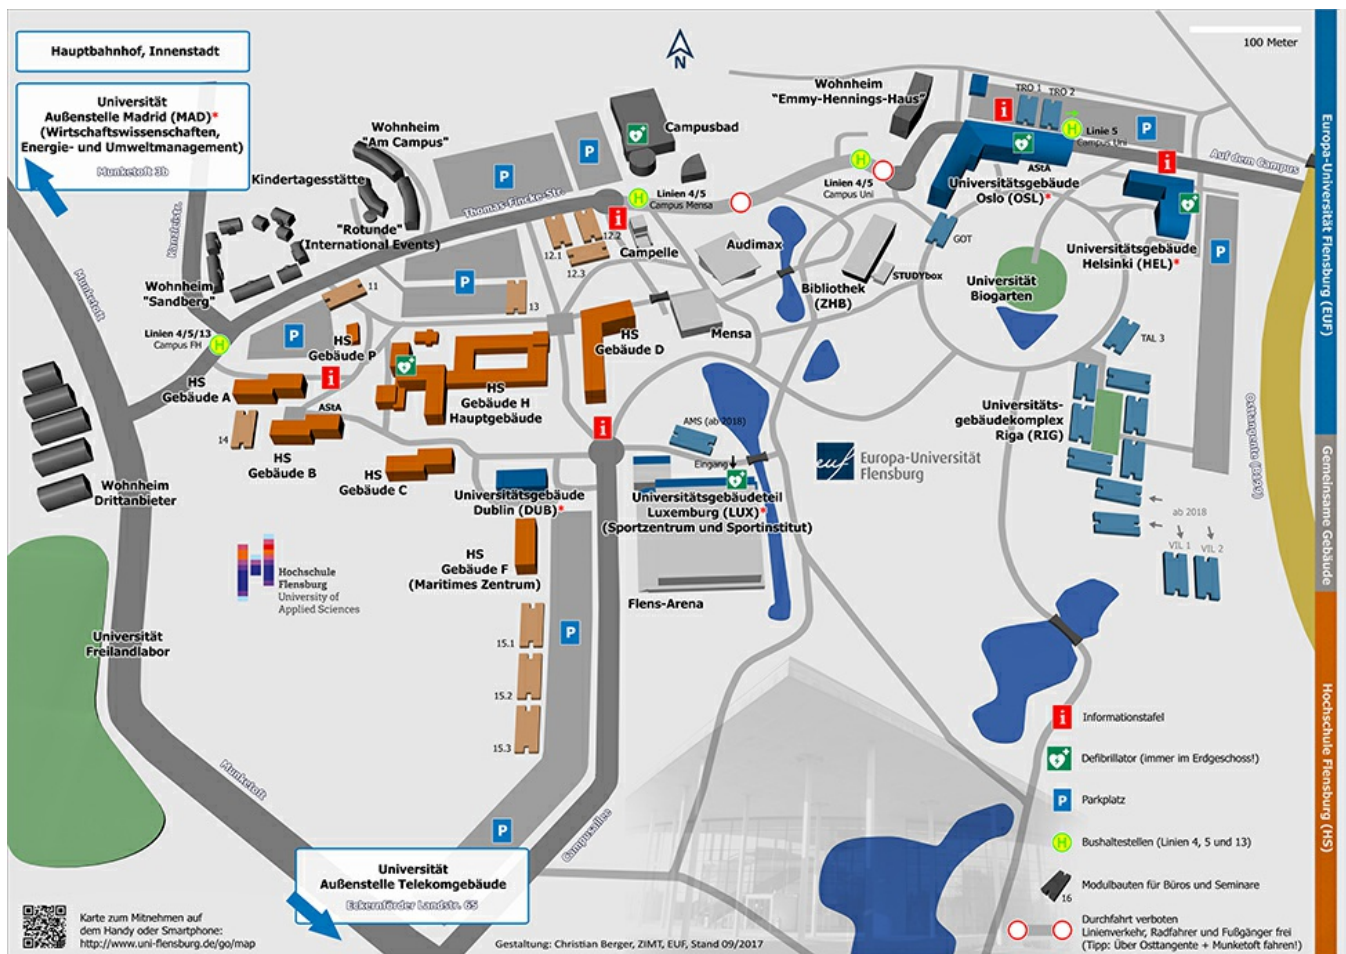 Hauptbahnhof, Innenstadt
Universität
Außenstelle Madrid (MAD)*
(Wirtschaftswissenschaften,
Energie- und Umweltmanagement)
Munketoft 3b
N
100 Meter
Wohnheim
"Emmy-Hennings-Haus"
TRO 1
TRO 2
Linie 5
Campus Uni
Auf dem Campus
AStA
Universitätsgebäude
Oslo (OSL)*
Universitätsgebäude
Helsinki (HEL)*
Wohnheim
"Am Campus"
Campusbad
Kindertagesstätte
Thomas-Fincke-Str.
Linien 4/5
Campus Mensa
Linien 4/5
Campus Uni
Kanzleistr.
"Rotunde"
(International Events)
12.1
12.2
12.3
Campelle
Audimax
GOT
Bibliothek
(ZHB)
STUDYbox
Universität
Biogarten
Munketoft
Wohnheim
"Sandberg"
11
13
Mensa
Linien 4/5/13
Campus FH
HS
Gebäude P
HS
Gebäude D
TAL 3
HS
Gebäude A
AStA
HS
Gebäude H
Hauptgebäude
14
HS
Gebäude B
HS
Gebäude C
AMS (ab 2018)
Eingang
Universitäts-
gebäudekomplex
Riga (RIG)
euf
Europa-Universität
Flensburg
Wohnheim
Drittanbieter
Universitätsgebäude
Dublin (DUB)*
Universitätsgebäudeteil
Luxemburg (LUX)*
(Sportzentrum und Sportinstitut)
ab 2018
VIL 1
VIL 2
Hochschule
Flensburg
University of
Applied Sciences
HS
Gebäude F
(Maritimes Zentrum)
Flens-Arena
15.1
15.2
15.3
Universität
Freilandlabor
Munketoft
Campusallee
Universität
Außenstelle Telekomgebäude
Eckernförder Landstr. 65
Informationstafel
Defibrillator (immer im Erdgeschoss!)
Parkplatz
Bushaltestellen (Linien 4, 5 und 13)
Modulbauten für Büros und Seminare
16
Durchfahrt verboten
Linienverkehr, Radfahrer und Fußgänger frei
(Tipp: Über Osttangente + Munketoft fahren!)
Karte zum Mitnehmen auf
dem Handy oder Smartphone:
http://www.uni-flensburg.de/go/map
Gestaltung: Christian Berger, ZIMT, EUF, Stand 09/2017
Europa-Universität Flensburg (EUF)
Gemeinsame Gebäude
Hochschule Flensburg (HS)